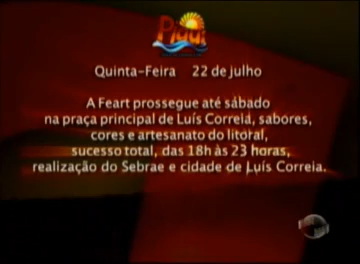 Piauí
Quinta-Feira 22 de julho
A Feart prossegue até sábado
na praça principal de Luís Correia, sabores,
cores e artesanato do litoral,
sucesso total, das 18h às 23 horas,
realização do Sebrae e cidade de Luís Correia.